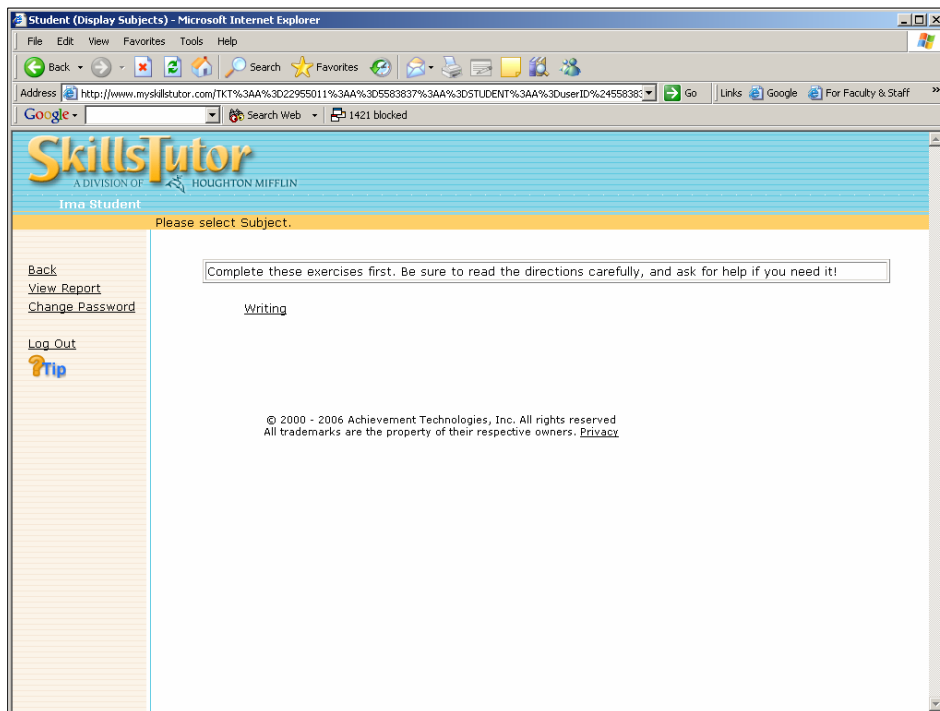 Student (Display Subjects) - Microsoft Internet Explorer
File Edit View Favorites Tools Help
Back Search Favorites
Address http://www.myskillstutor.com/TKT%3AA%3D22955011%3AA%3D5583837%3AA%3DSTUDENT%3AA%3DuserID%2455838 Go Links Google For Faculty & Staff »
Google Search Web 1421 blocked
SkillsTutor
A DIVISION OF HOUGHTON MIFFLIN
Ima Student
Please select Subject.
Back
View Report
Change Password
Log Out
?Tip
Complete these exercises first. Be sure to read the directions carefully, and ask for help if you need it!
Writing
© 2000 - 2006 Achievement Technologies, Inc. All rights reserved
All trademarks are the property of their respective owners. Privacy